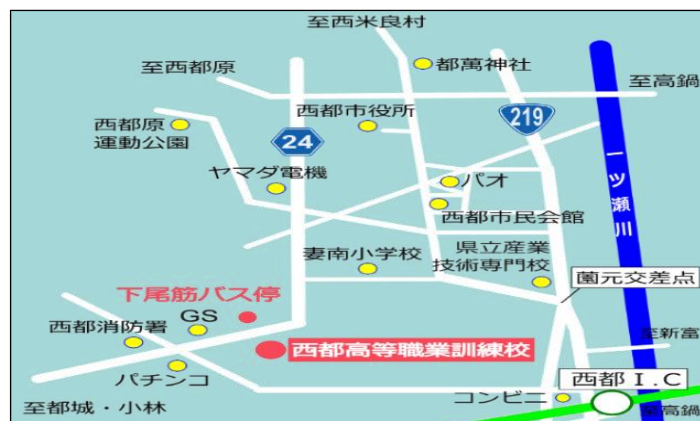 至西米良村
都萬神社
至西都原
至高鍋
西都市役所
219
西都原
運動公園
24
一ツ瀬川
ヤマダ電機
パオ
西都市民会館
妻南小学校
県立産業
技術専門校
薗元交差点
下尾筋バス停
GS
西都消防署
至新富
西都高等職業訓練校
パチンコ
西都Ｉ.Ｃ
コンビニ
至都城・小林
至高鍋